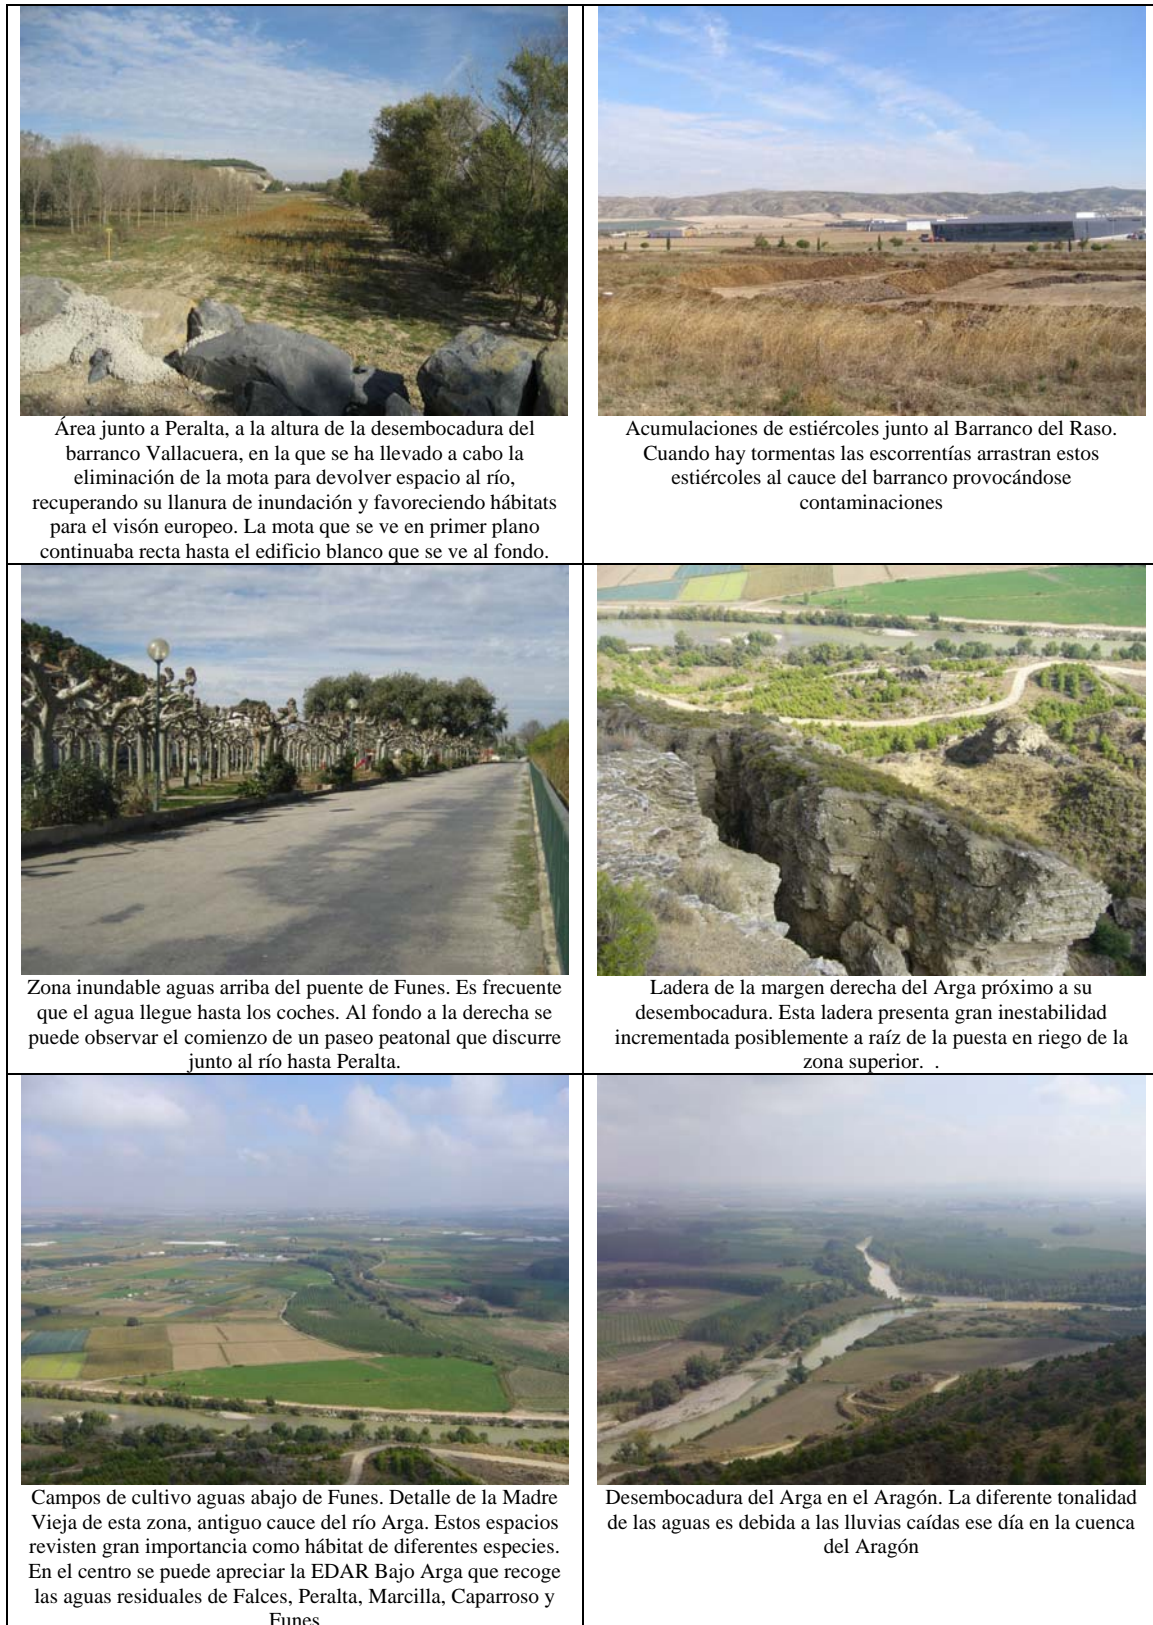 Área junto a Peralta, a la altura de la desembocadura del
barranco Vallacuera, en la que se ha llevado a cabo la
eliminación de la mota para devolver espacio al río,
recuperando su llanura de inundación y favoreciendo hábitats
para el visón europeo. La mota que se ve en primer plano
continuaba recta hasta el edificio blanco que se ve al fondo.
Acumulaciones de estiércoles junto al Barranco del Raso.
Cuando hay tormentas las escorrentías arrastran estos
estiércoles al cauce del barranco provocándose
contaminaciones
Zona inundable aguas arriba del puente de Funes. Es frecuente
que el agua llegue hasta los coches. Al fondo a la derecha se
puede observar el comienzo de un paseo peatonal que discurre
junto al río hasta Peralta.
Ladera de la margen derecha del Arga próximo a su
desembocadura. Esta ladera presenta gran inestabilidad
incrementada posiblemente a raíz de la puesta en riego de la
zona superior. .
Campos de cultivo aguas abajo de Funes. Detalle de la Madre
Vieja de esta zona, antiguo cauce del río Arga. Estos espacios
revisten gran importancia como hábitat de diferentes especies.
En el centro se puede apreciar la EDAR Bajo Arga que recoge
las aguas residuales de Falces, Peralta, Marcilla, Caparroso y
Funes
Desembocadura del Arga en el Aragón. La diferente tonalidad
de las aguas es debida a las lluvias caídas ese día en la cuenca
del Aragón